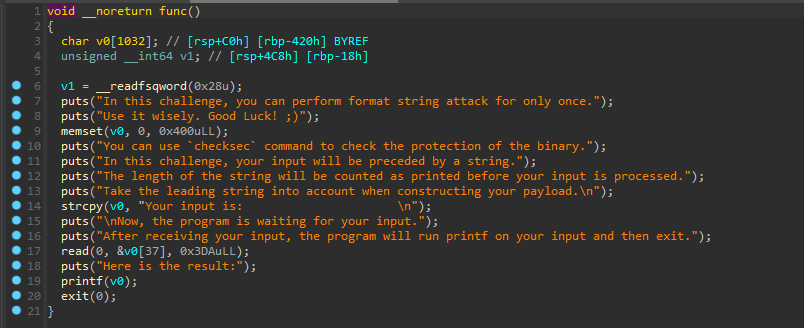 1 void __noreturn func()
2 {
3 char v0[1032]; // [rsp+C0h] [rbp-420h] BYREF
4 unsigned __int64 v1; // [rsp+4C8h] [rbp-18h]
5
6 v1 = __readfsqword(0x28u);
7 puts("In this challenge, you can perform format string attack for only once.");
8 puts("Use it wisely. Good Luck! ;)");
9 memset(v0, 0, 0x400uLL);
10 puts("You can use `checksec` command to check the protection of the binary.");
11 puts("In this challenge, your input will be preceded by a string.");
12 puts("The length of the string will be counted as printed before your input is processed.");
13 puts("Take the leading string into account when constructing your payload.\n");
14 strcpy(v0, "Your input is:                      \n");
15 puts("\nNow, the program is waiting for your input.");
16 puts("After receiving your input, the program will run printf on your input and then exit.");
17 read(0, &v0[37], 0x3DAuLL);
18 puts("Here is the result:");
19 printf(v0);
20 exit(0);
21 }